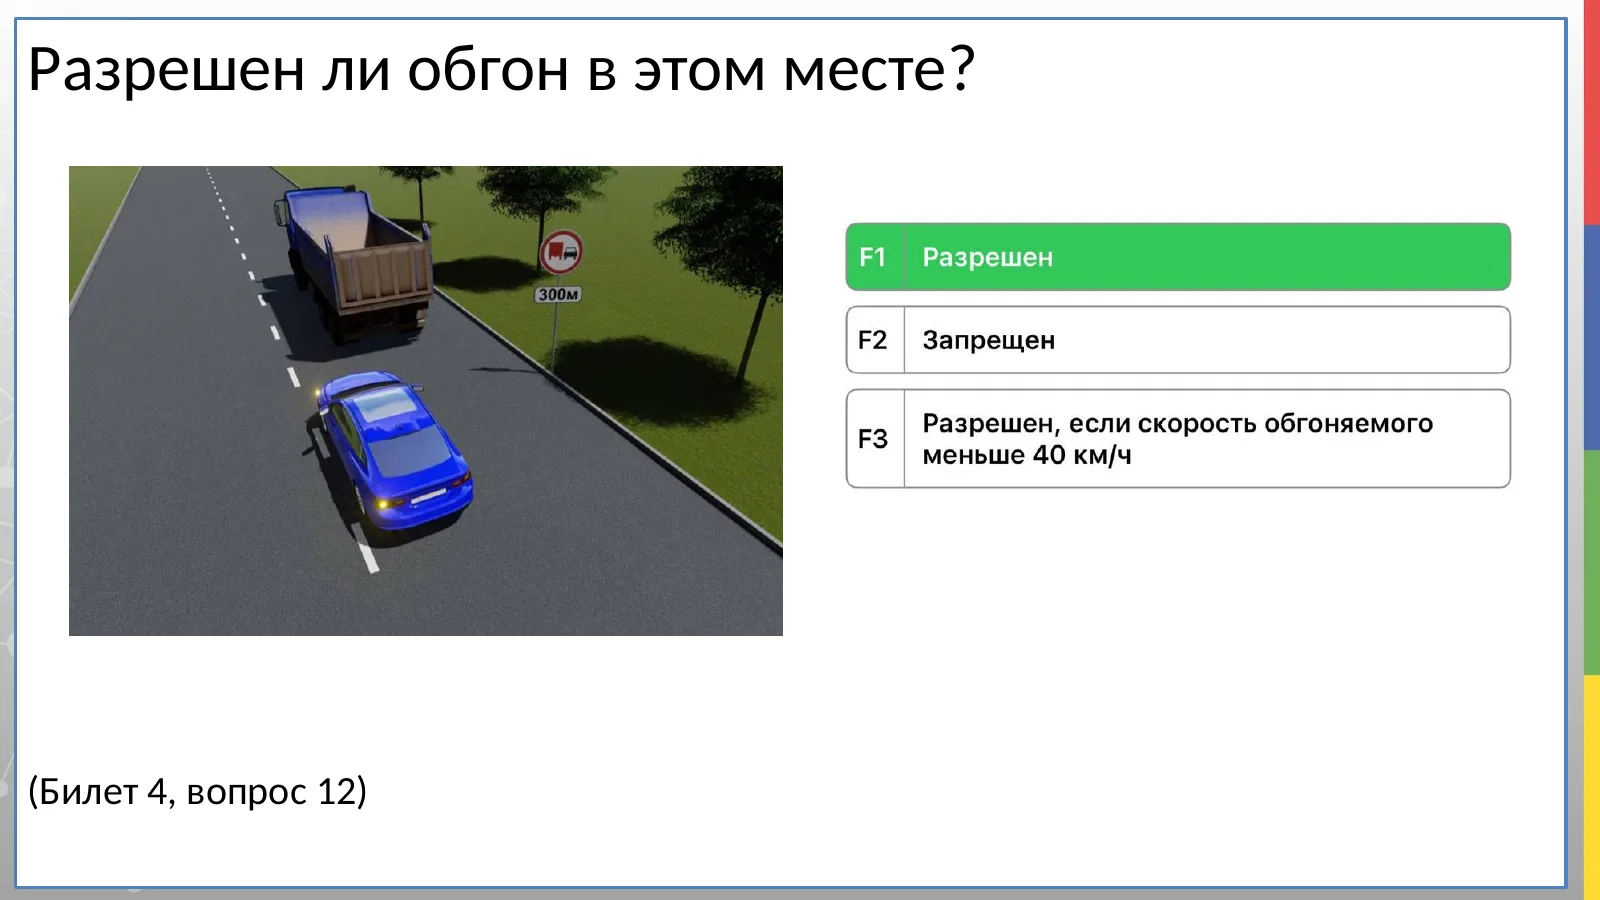 Разрешен ли обгон в этом месте?
300м
F1 Разрешен
F2 Запрещен
F3 Разрешен, если скорость обгоняемого
меньше 40 км/ч
(Билет 4, вопрос 12)